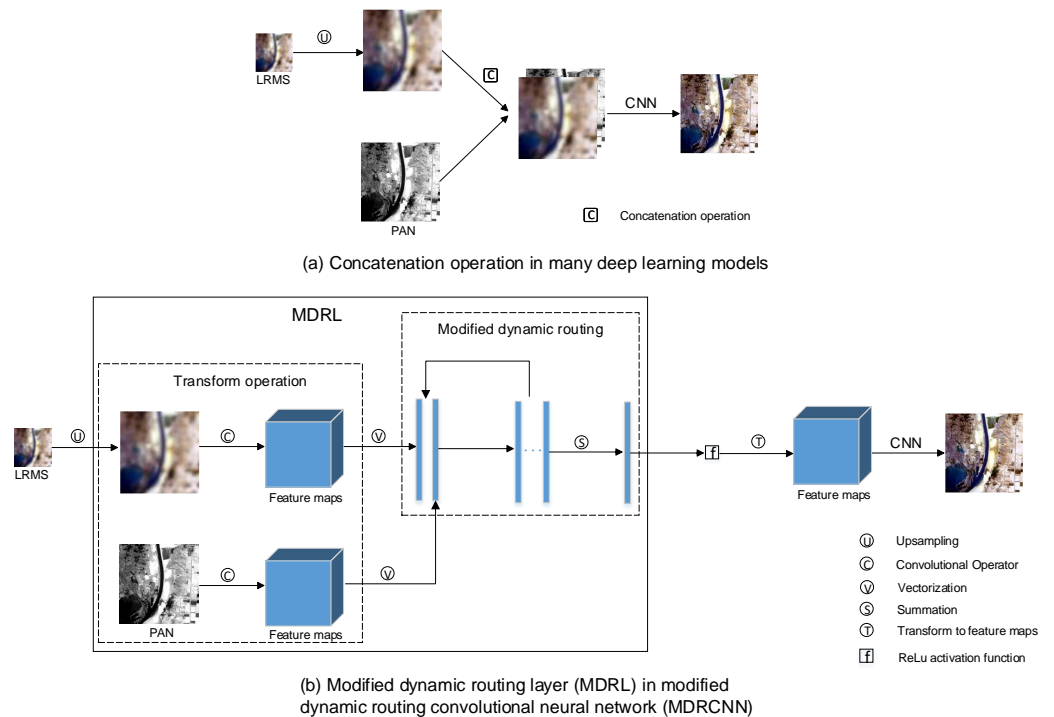 U
LRMS
C
CNN
PAN
C Concatenation operation
(a) Concatenation operation in many deep learning models
MDRL
Modified dynamic routing
Transform operation
U
C
V
S
f
T
CNN
LRMS
Feature maps
Feature maps
C
V
PAN
Feature maps
U Upsampling
C Convolutional Operator
V Vectorization
S Summation
T Transform to feature maps
f ReLu activation function
(b) Modified dynamic routing layer (MDRL) in modified
dynamic routing convolutional neural network (MDRCNN)